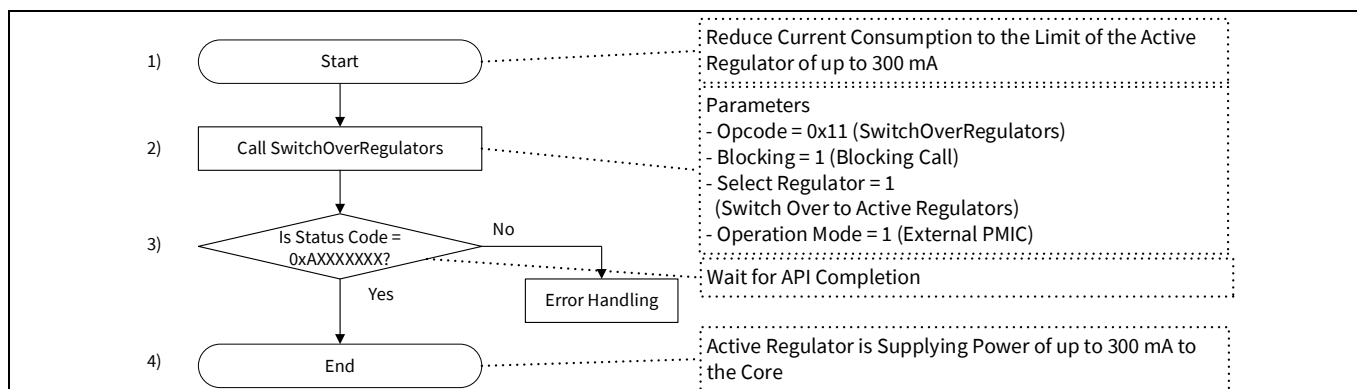 1)
Start
Reduce Current Consumption to the Limit of the Active
Regulator of up to 300 mA
2)
Call SwitchOverRegulators
Parameters
- Opcode = 0x11 (SwitchOverRegulators)
- Blocking = 1 (Blocking Call)
- Select Regulator = 1
(Switch Over to Active Regulators)
- Operation Mode = 1 (External PMIC)
3)
Is Status Code =
0xAXXXXXXX?
No
Yes
Error Handling
Wait for API Completion
4)
End
Active Regulator is Supplying Power of up to 300 mA to
the Core